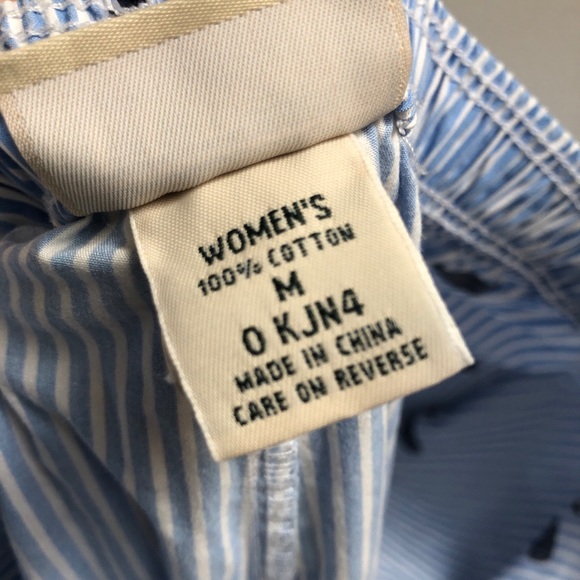 WOMEN'S
100% COTTON
M
0 KJN4
MADE IN CHINA
CARE ON REVERSE